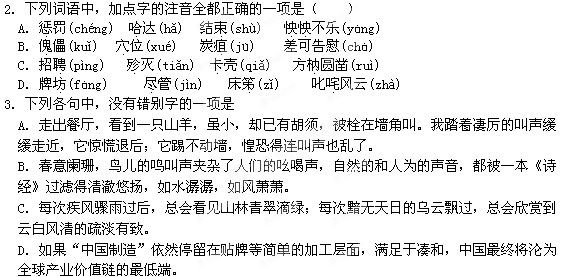 2. 下列词语中，加点字的注音全都正确的一项是（　　）
A. 惩罚(chéng)　哈达(hǎ)　结束(shù)　怏怏不乐(yāng)
B. 傀儡(kuǐ)　穴位(xué)　炭疽(jū)　差可告慰(chā)
C. 招聘(pìng)　殄灭(tiǎn)　卡壳(qiǎ)　方枘圆凿(ruì)
D. 牌坊(fāng)　尽管(jìn)　床笫(zǐ)　叱咤风云(zhà)
3. 下列各句中，没有错别字的一项是
A. 走出餐厅，看到一只山羊，虽小，却已有胡须，被栓在墙角叫。我踏着凄厉的叫声缓
缓走近，它惊慌退后；它踢不动墙，惶恐得连叫声也乱了。
B. 春意阑珊，鸟儿的鸣叫声夹杂了人们的吆喝声，自然的和人为的声音，都被一本《诗
经》过滤得清澈悠扬，如水潺潺，如风萧萧。
C. 每次疾风骤雨过后，总会看见山林青翠滴绿；每次黯无天日的乌云飘过，总会欣赏到
云白风清的疏淡有致。
D. 如果“中国制造”依然停留在贴牌等简单的加工层面，满足于凑和，中国最终将沦为
全球产业价值链的最低端。